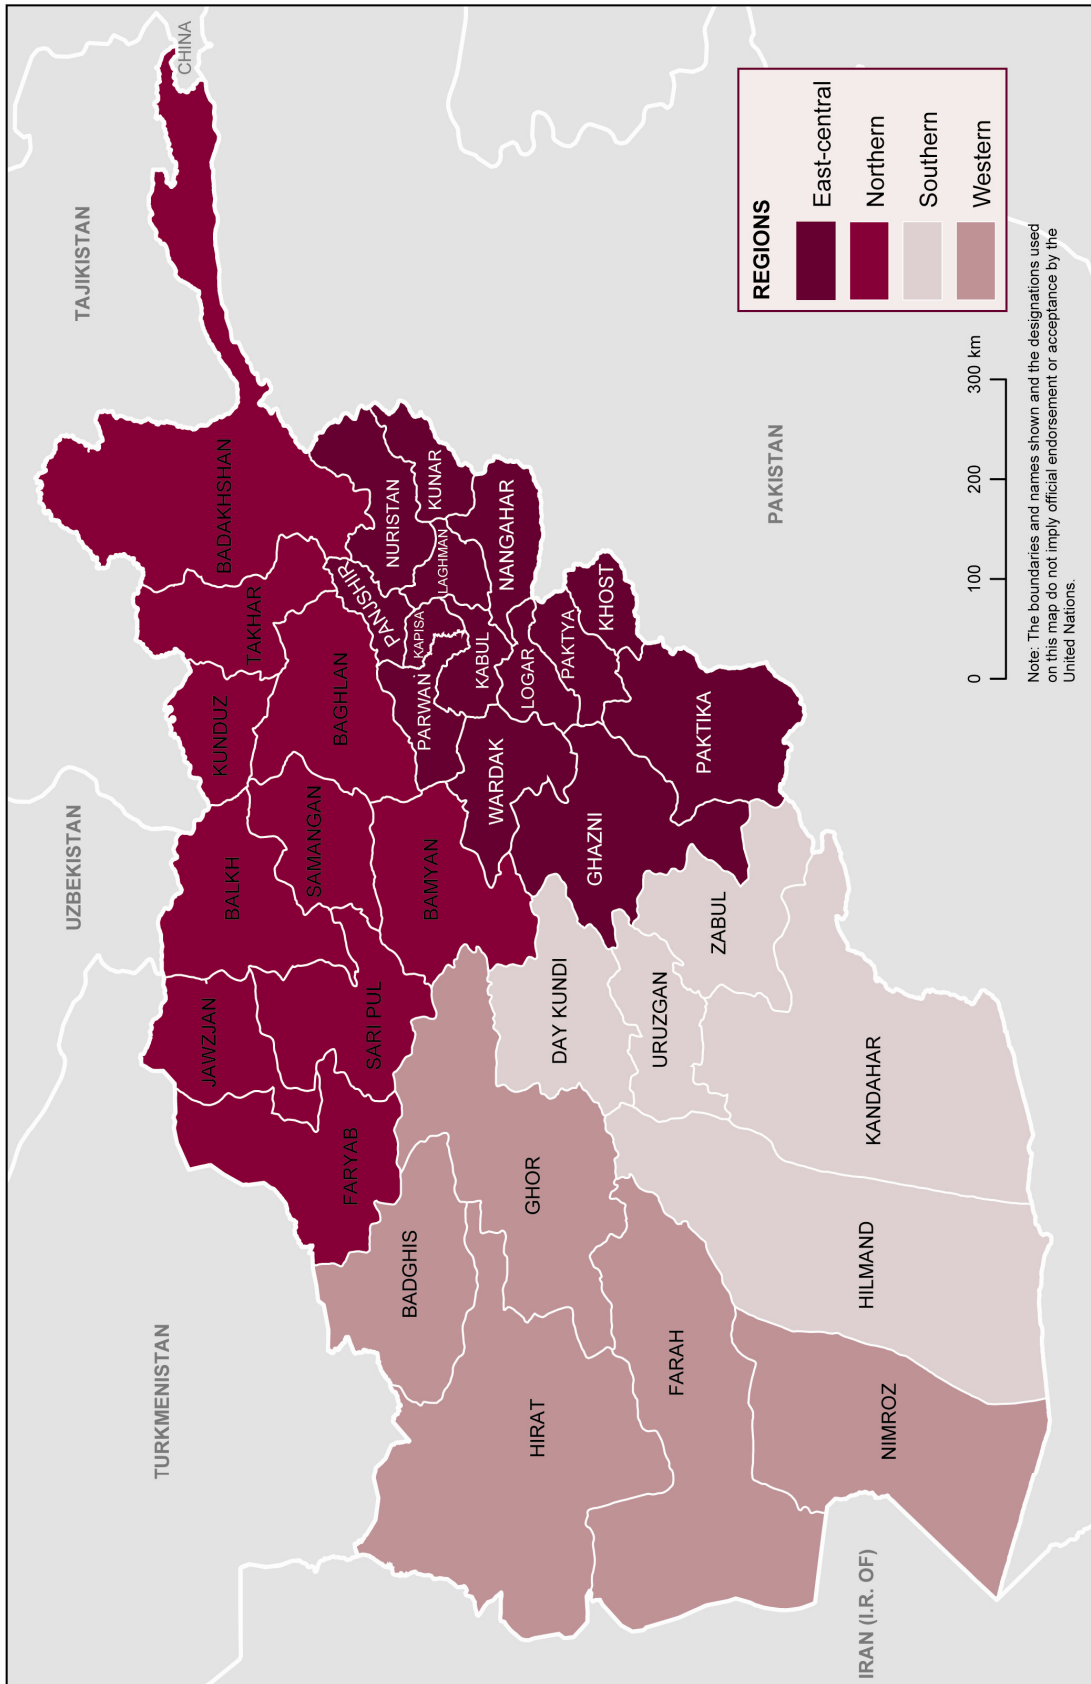 TAJIKISTAN
CHINA
UZBEKISTAN
TURKMENISTAN
PAKISTAN
IRAN (I.R. OF)
BADAKHSHAN
TAKHAR
KUNDUZ
BAGHLAN
BALKH
SAMANGAN
BAMYAN
JAWZJAN
SARI PUL
FARYAB
NURISTAN
KUNAR
LAGHMAN
NANGAHAR
PANJSHIR
KAPISA
PARWAN
KABUL
LOGAR
PAKTYA
KHOST
WARDAK
GHAZNI
PAKTIKA
BADGHIS
GHOR
HIRAT
FARAH
NIMROZ
DAY KUNDI
URUZGAN
ZABUL
KANDAHAR
HILMAND
REGIONS
East-central
Northern
Southern
Western
0 100 200 300 km
Note: The boundaries and names shown and the designations used
on this map do not imply official endorsement or acceptance by the
United Nations.